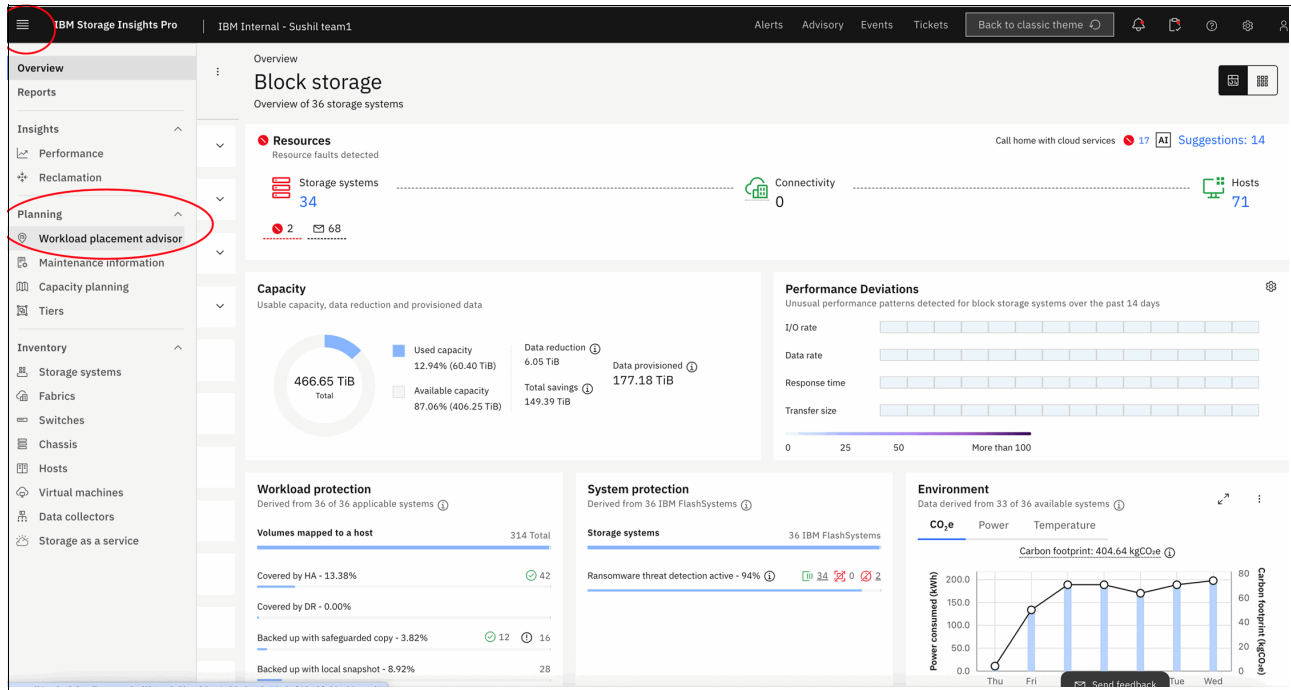 IBM Storage Insights Pro
IBM Internal - Sushil team1
Alerts
Advisory
Events
Tickets
Back to classic theme
Overview
Reports
Insights
Performance
Reclamation
Planning
Workload placement advisor
Maintenance information
Capacity planning
Tiers
Inventory
Storage systems
Fabrics
Switches
Chassis
Hosts
Virtual machines
Data collectors
Storage as a service
Overview
Block storage
Overview of 36 storage systems
Resources
Resource faults detected
Call home with cloud services
17
AI
Suggestions: 14
Storage systems
34
2
68
Connectivity
0
Hosts
71
Capacity
Usable capacity, data reduction and provisioned data
466.65 TiB
Total
Used capacity
12.94% (60.40 TiB)
Available capacity
87.06% (406.25 TiB)
Data reduction
6.05 TiB
Total savings
149.39 TiB
Data provisioned
177.18 TiB
Performance Deviations
Unusual performance patterns detected for block storage systems over the past 14 days
I/O rate
Data rate
Response time
Transfer size
0 25 50 More than 100
Workload protection
Derived from 36 of 36 applicable systems
Volumes mapped to a host
314 Total
Covered by HA - 13.38%
42
Covered by DR - 0.00%
Backed up with safeguarded copy - 3.82%
12
16
Backed up with local snapshot - 8.92%
28
System protection
Derived from 36 IBM FlashSystems
Storage systems
36 IBM FlashSystems
Ransomware threat detection active - 94%
34
0
2
Environment
Data derived from 33 of 36 available systems
CO₂e
Power
Temperature
Carbon footprint: 404.64 kgCO₂e
Power consumed (kWh)
200.0
150.0
100.0
50.0
0.0
80
60
40
20
0
Carbon footprint (kgCO₂e)
Thu
Fri
Tue
Wed
Send feedback